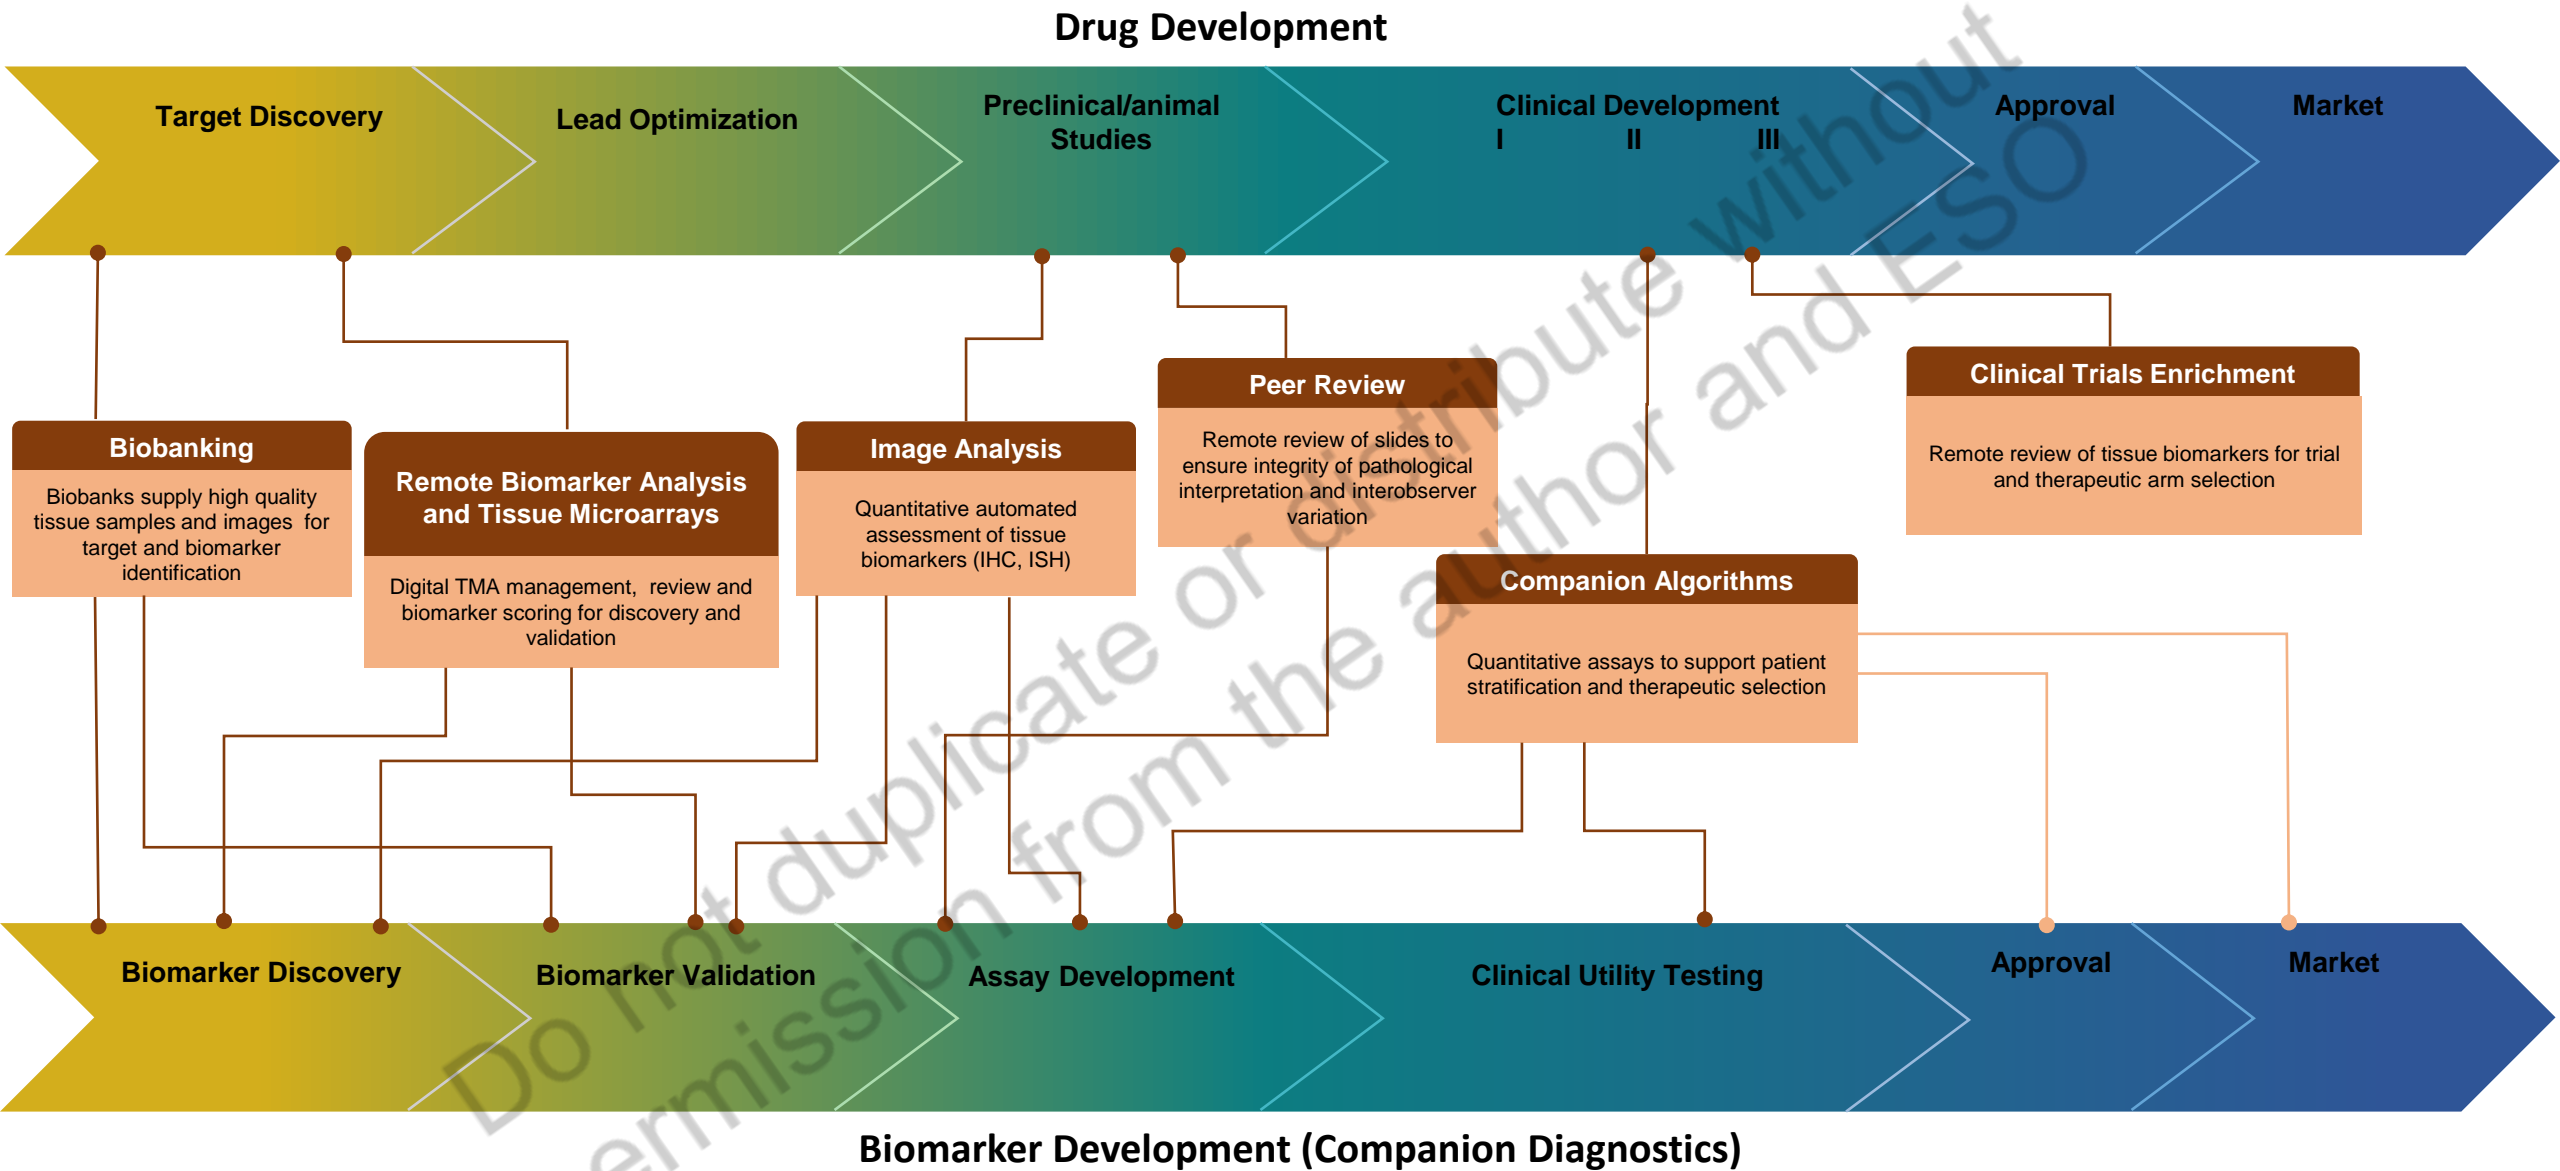 Drug Development
Target Discovery
Lead Optimization
Preclinical/animal
Studies
Clinical Development
I II III
Approval
Market
Biobanking
Biobanks supply high quality
tissue samples and images for
target and biomarker
identification
Remote Biomarker Analysis
and Tissue Microarrays
Digital TMA management, review and
biomarker scoring for discovery and
validation
Image Analysis
Quantitative automated
assessment of tissue
biomarkers (IHC, ISH)
Peer Review
Remote review of slides to
ensure integrity of pathological
interpretation and interobserver
variation
Companion Algorithms
Quantitative assays to support patient
stratification and therapeutic selection
Clinical Trials Enrichment
Remote review of tissue biomarkers for trial
and therapeutic arm selection
Biomarker Discovery
Biomarker Validation
Assay Development
Clinical Utility Testing
Approval
Market
Biomarker Development (Companion Diagnostics)
Do not duplicate or distribute without
ermission from the author and ESO